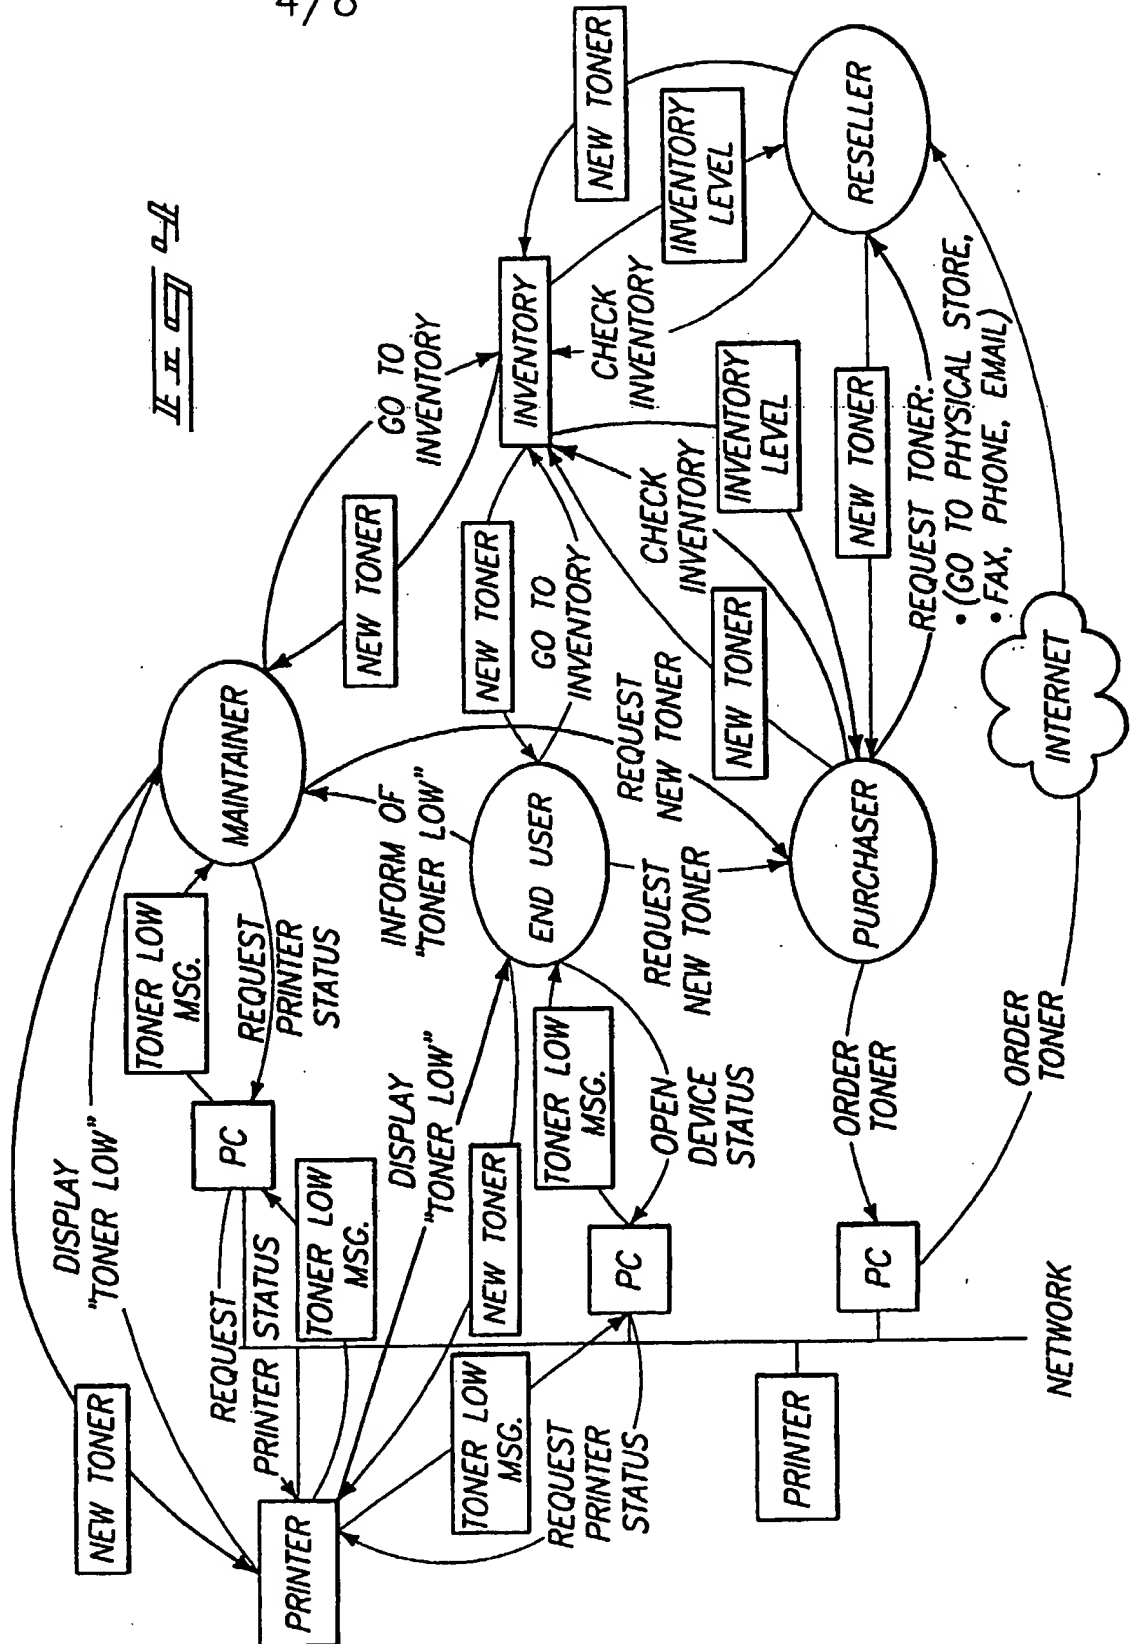 4/8
Fig 4
DISPLAY
"TONER LOW"
NEW TONER
TONER LOW
MSG.
MAINTAINER
REQUEST
PRINTER
STATUS
PC
REQUEST
PRINTER STATUS
TONER LOW
MSG.
PRINTER
NEW TONER
GO TO
INVENTORY
INFORM OF
"TONER LOW"
DISPLAY
"TONER LOW"
NEW TONER
TONER LOW
MSG.
REQUEST
PRINTER
STATUS
NEW TONER
END USER
GO TO
INVENTORY
INVENTORY
TONER LOW
MSG.
OPEN
DEVICE
STATUS
PC
NEW TONER
CHECK
INVENTORY
INVENTORY
LEVEL
REQUEST
NEW TONER
REQUEST
NEW TONER
CHECK
INVENTORY
NEW TONER
INVENTORY
LEVEL
PRINTER
ORDER
TONER
PC
PURCHASER
NEW TONER
RESELLER
REQUEST TONER:
• (GO TO PHYSICAL STORE,
• FAX, PHONE, EMAIL)
ORDER
TONER
INTERNET
NETWORK